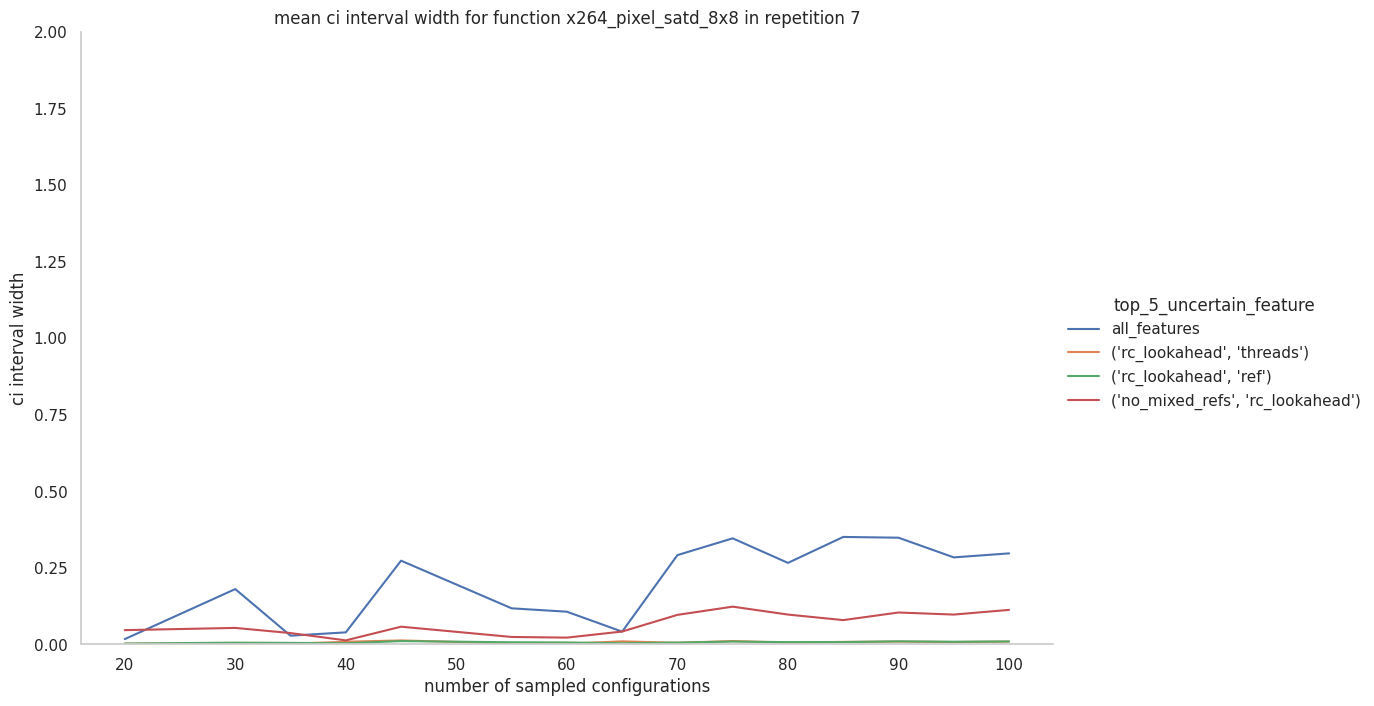 mean ci interval width for function x264_pixel_satd_8x8 in repetition 7
2.00
1.75
1.50
1.25
1.00
0.75
0.50
0.25
0.00
ci interval width
20 30 40 50 60 70 80 90 100
number of sampled configurations
top_5_uncertain_feature
all_features
('rc_lookahead', 'threads')
('rc_lookahead', 'ref')
('no_mixed_refs', 'rc_lookahead')